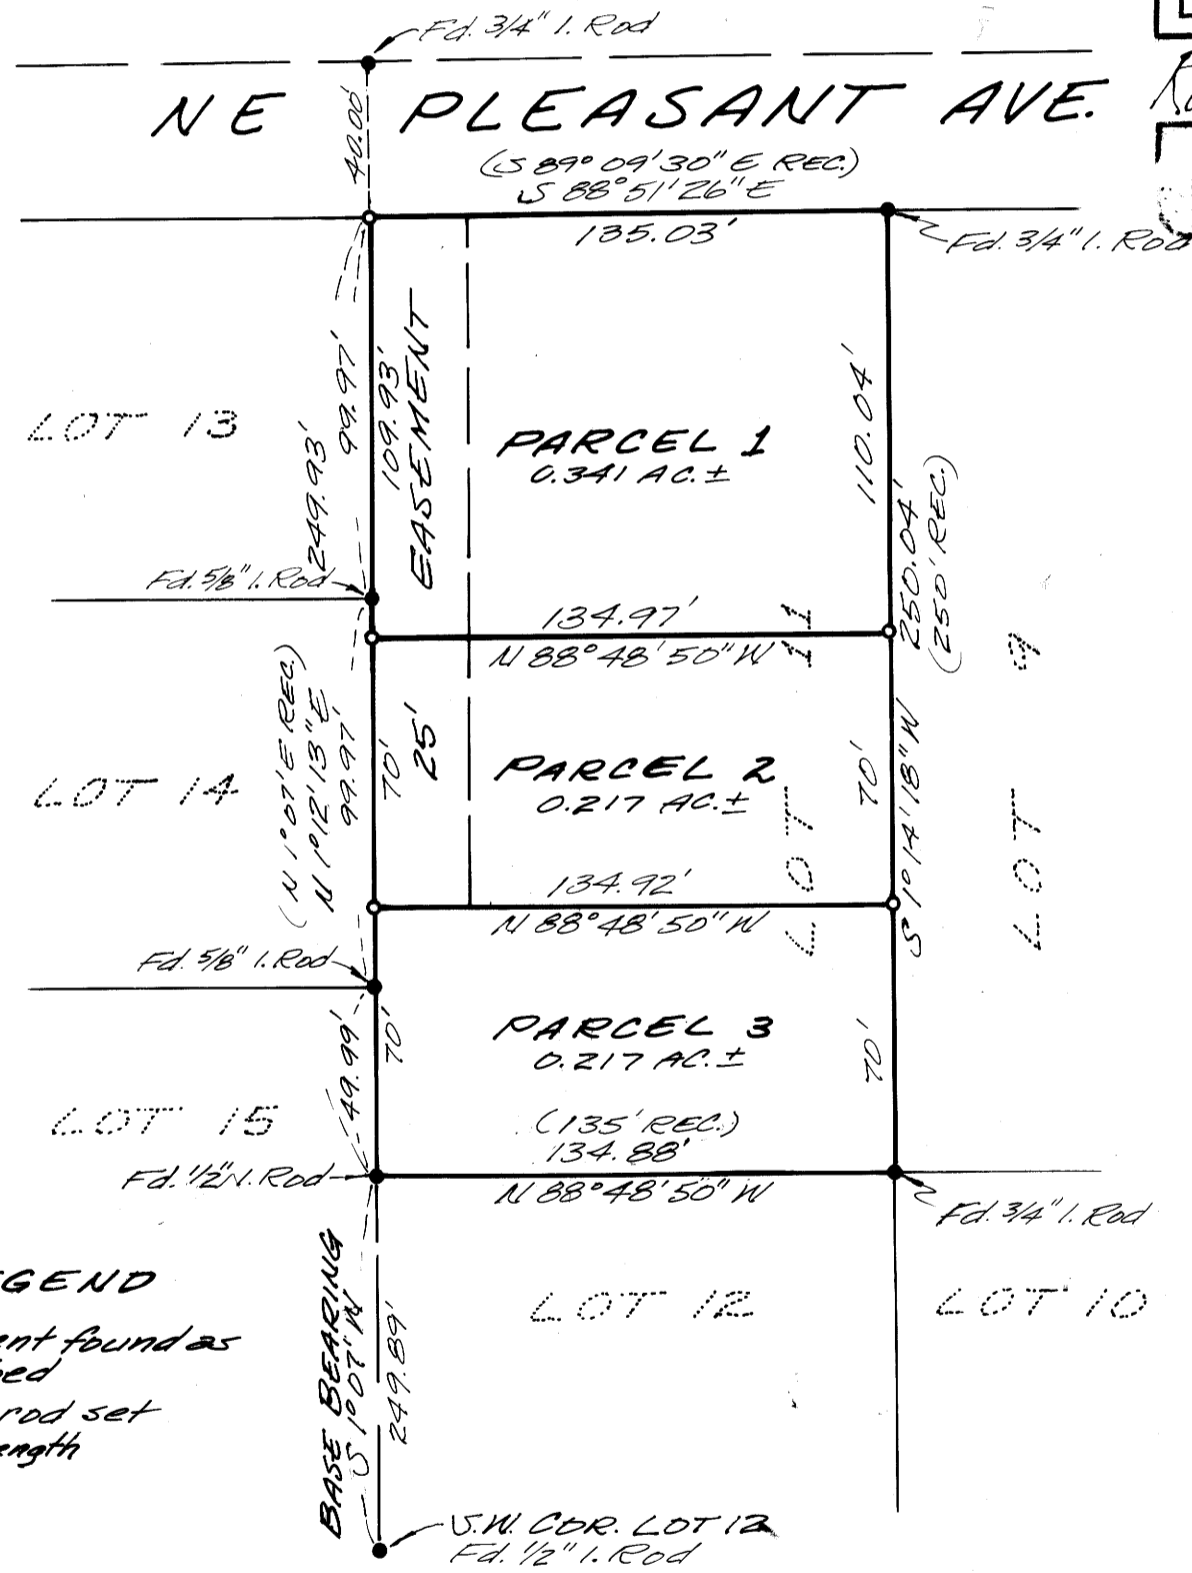 Fd. 3/4" I. Rod
NE PLEASANT AVE.
40.00'
(S 89° 09' 30" E REC.)
S 88° 51' 26" E
135.03'
Fd. 3/4" I. Rod
LOT 13
249.93'
99.97'
109.93'
EASEMENT
PARCEL 1
0.341 AC. ±
110.04'
250.04'
(250' REC.)
Fd. 5/8" I. Rod
134.97'
N 88° 48' 50" W
LOT 11
LOT 9
LOT 14
(N 1° 07' E REC.)
N 1° 12' 13" E
99.97'
70'
25'
PARCEL 2
0.217 AC. ±
70'
S 1° 14' 18" W
134.92'
N 88° 48' 50" W
Fd. 5/8" I. Rod
49.99'
70'
PARCEL 3
0.217 AC. ±
70'
LOT 15
(135' REC.)
134.88'
Fd. 1/2" I. Rod
N 88° 48' 50" W
Fd. 3/4" I. Rod
BASE BEARING
S 1° 07' W
249.89'
LOT 12
LOT 10
GEND
ent found as
ed
rod set
ength
S.W. COR. LOT 12
Fd. 1/2" I. Rod